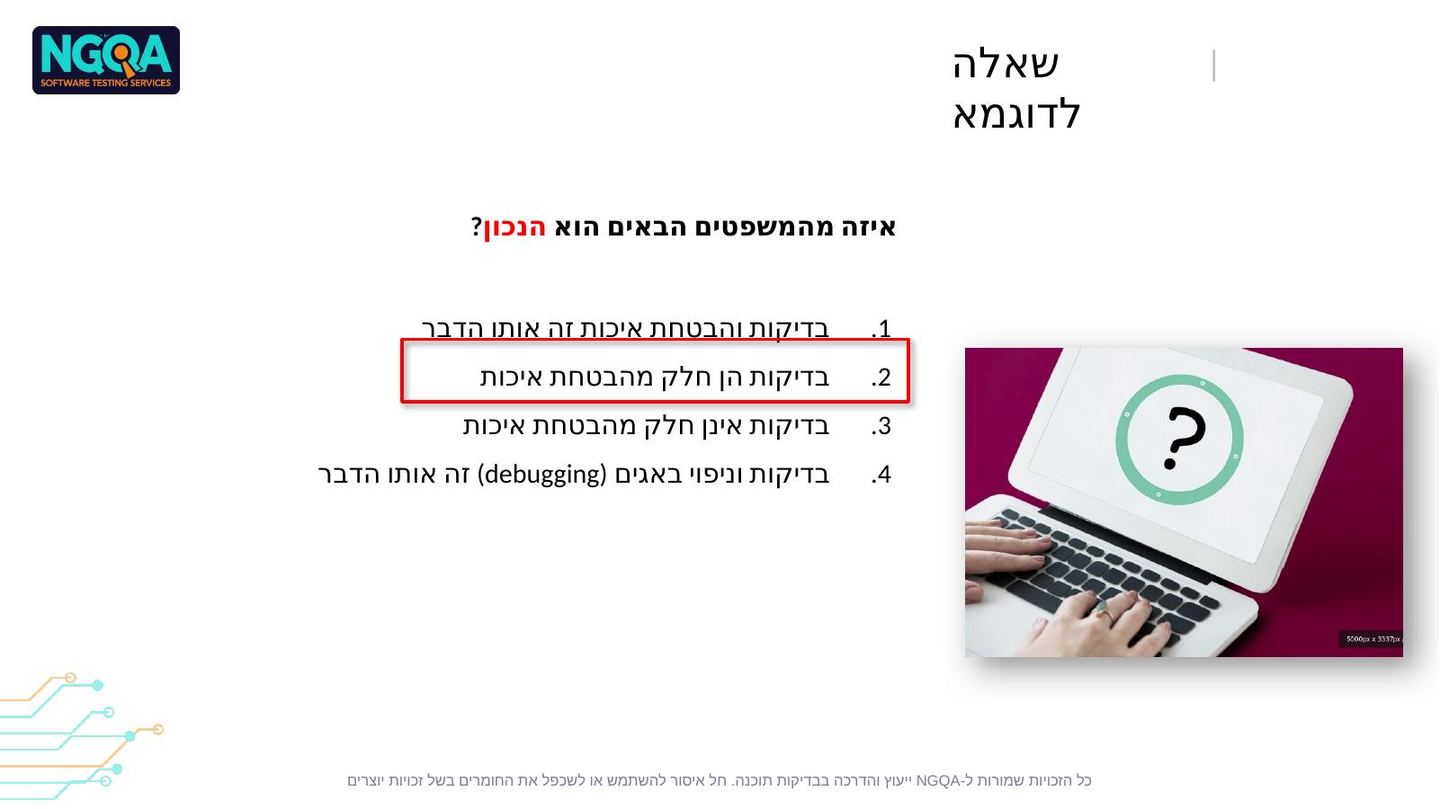 NGQA
SOFTWARE TESTING SERVICES
שאלה
לדוגמא
איזה מהמשפטים הבאים הוא הנכון?
1. בדיקות והבטחת איכות זה אותו הדבר
2. בדיקות הן חלק מהבטחת איכות
3. בדיקות אינן חלק מהבטחת איכות
4. בדיקות וניפוי באגים (debugging) זה אותו הדבר
?
5000px x 3337px
כל הזכויות שמורות ל-NGQA ייעוץ והדרכה בבדיקות תוכנה. חל איסור להשתמש או לשכפל את החומרים בשל זכויות יוצרים